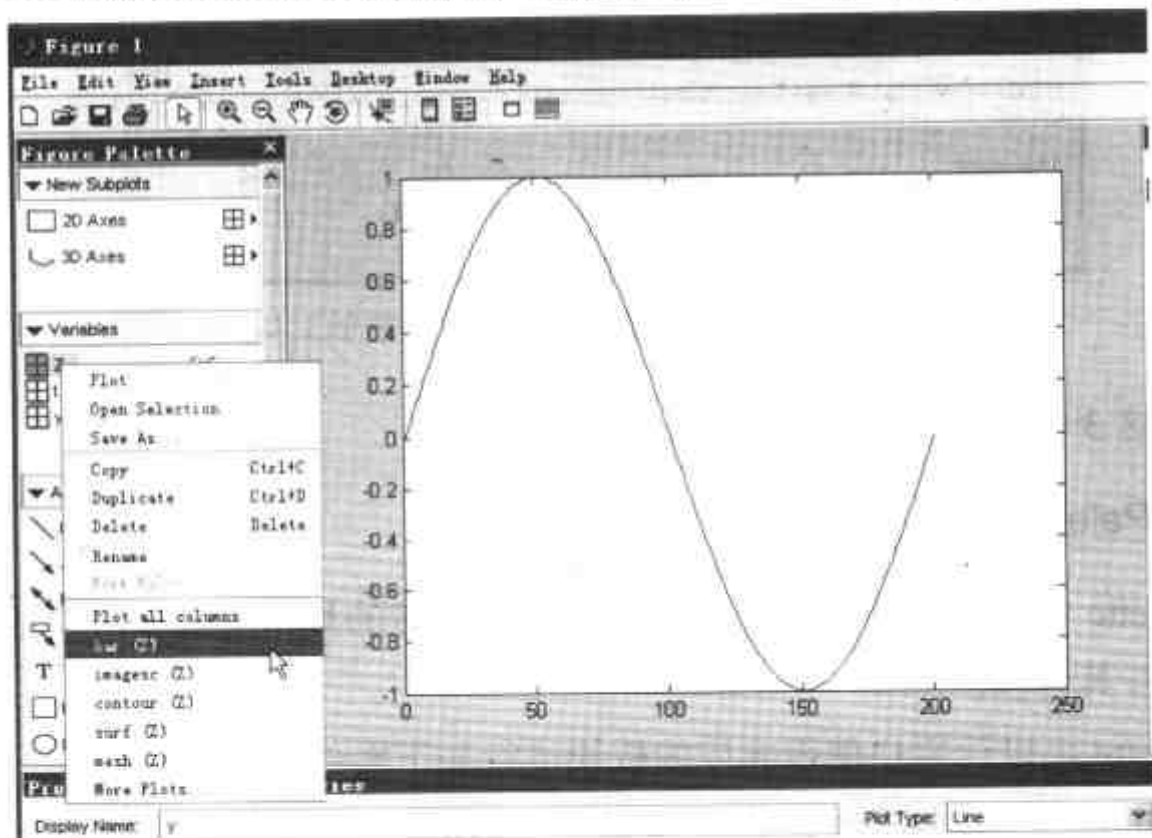 Figure 1
File Edit View Insert Tools Desktop Window Help
Figure Palette
New Subplots
2D Axes
3D Axes
Variables
Z
t
y
Plot
Open Selection
Save As
Copy Ctrl+C
Duplicate Ctrl+D
Delete Delete
Rename
Plot all columns
bar (Z)
imagesc (Z)
contour (Z)
surf (Z)
mesh (Z)
More Plots
A
T
1
0.8
0.6
0.4
0.2
0
-0.2
-0.4
-0.6
-0.8
-1
0 50 100 150 200 250
Display Name: y
Plot Type: Line